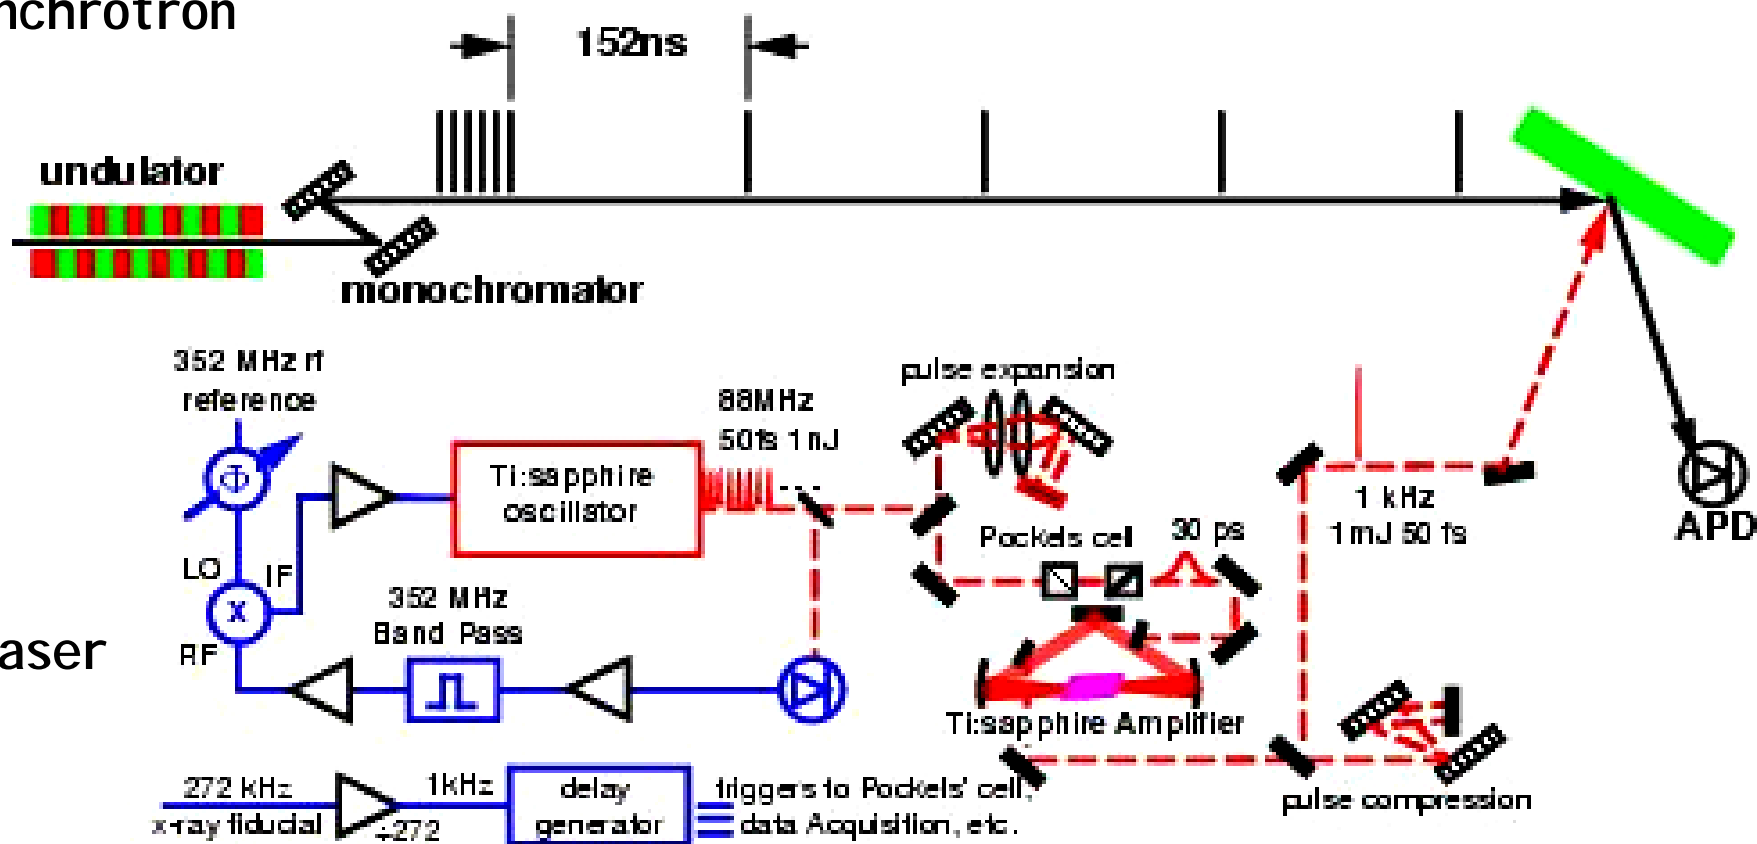 nchrotron
152ns
undulator
monochromator
352 MHz rf
reference
Φ
LO
IF
X
RF
Ti:sapphire
oscillator
88MHz
50fs 1nJ
352 MHz
Band Pass
pulse expansion
Pockels cell
30 ps
Ti:sapphire Amplifier
1 kHz
1mJ 50 fs
APD
aser
pulse compression
272 kHz
x-ray fiducial
÷272
1kHz
delay
generator
triggers to Pockels' cell,
data Acquisition, etc.